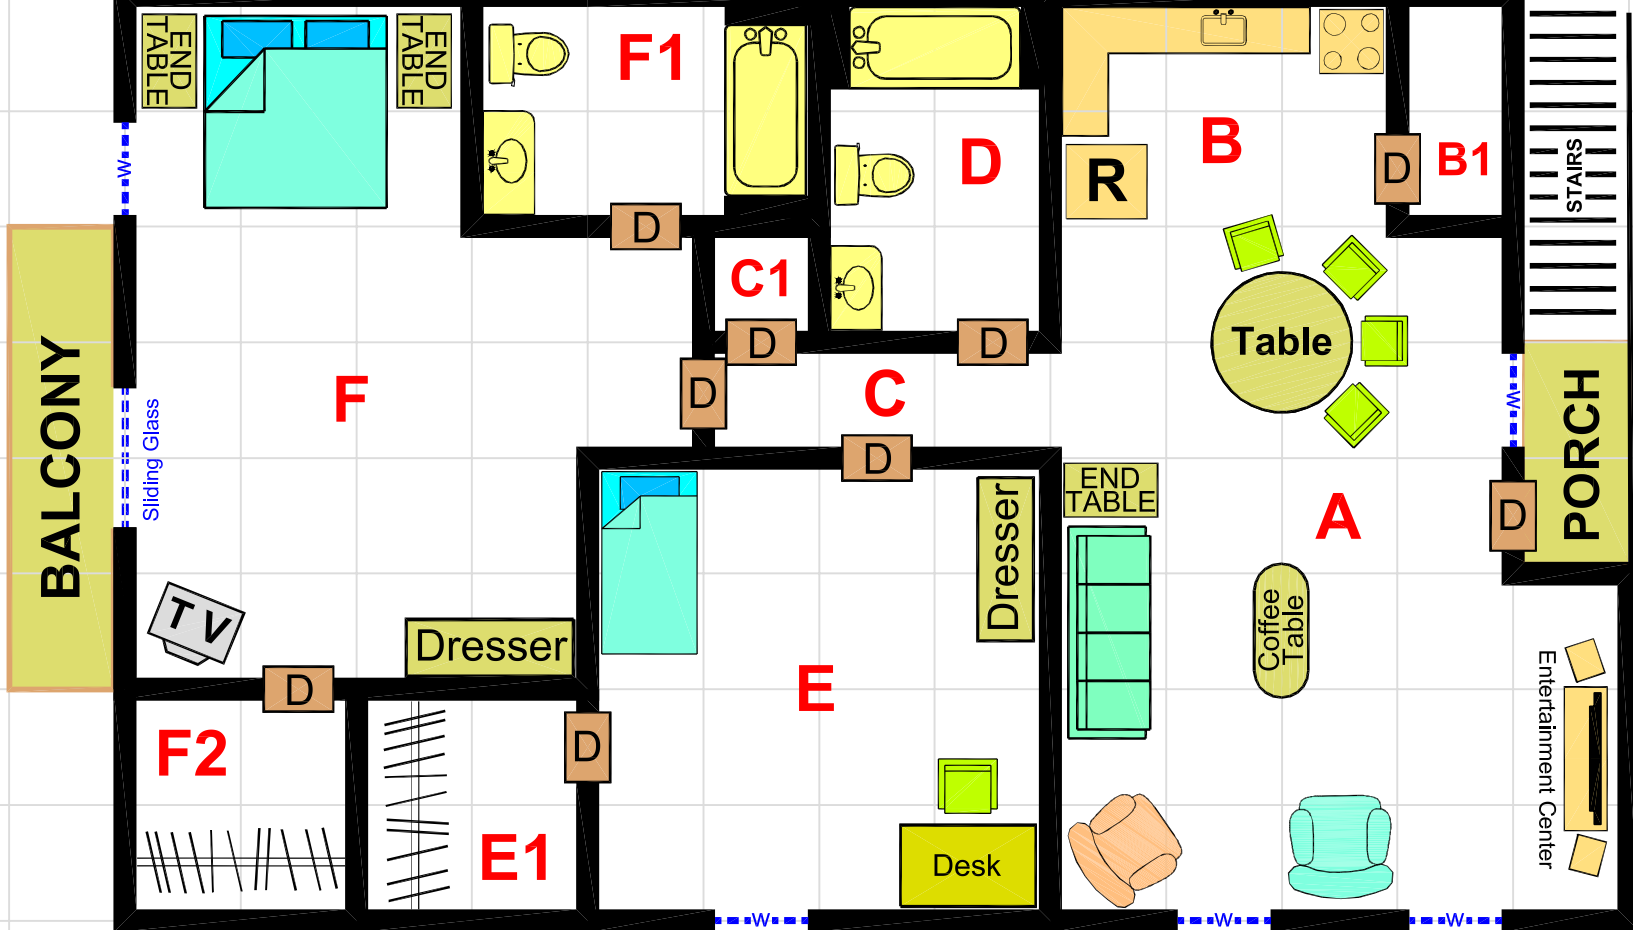 END
TABLE
END
TABLE
F1
D
B
B1
STAIRS
R
D
W
D
C1
D
D
D
C
Table
W
PORCH
F
BALCONY
Sliding Glass
D
END
TABLE
A
D
Dresser
Coffee
Table
TV
Dresser
E
D
F2
D
E1
Desk
Entertainment Center
W
W
W